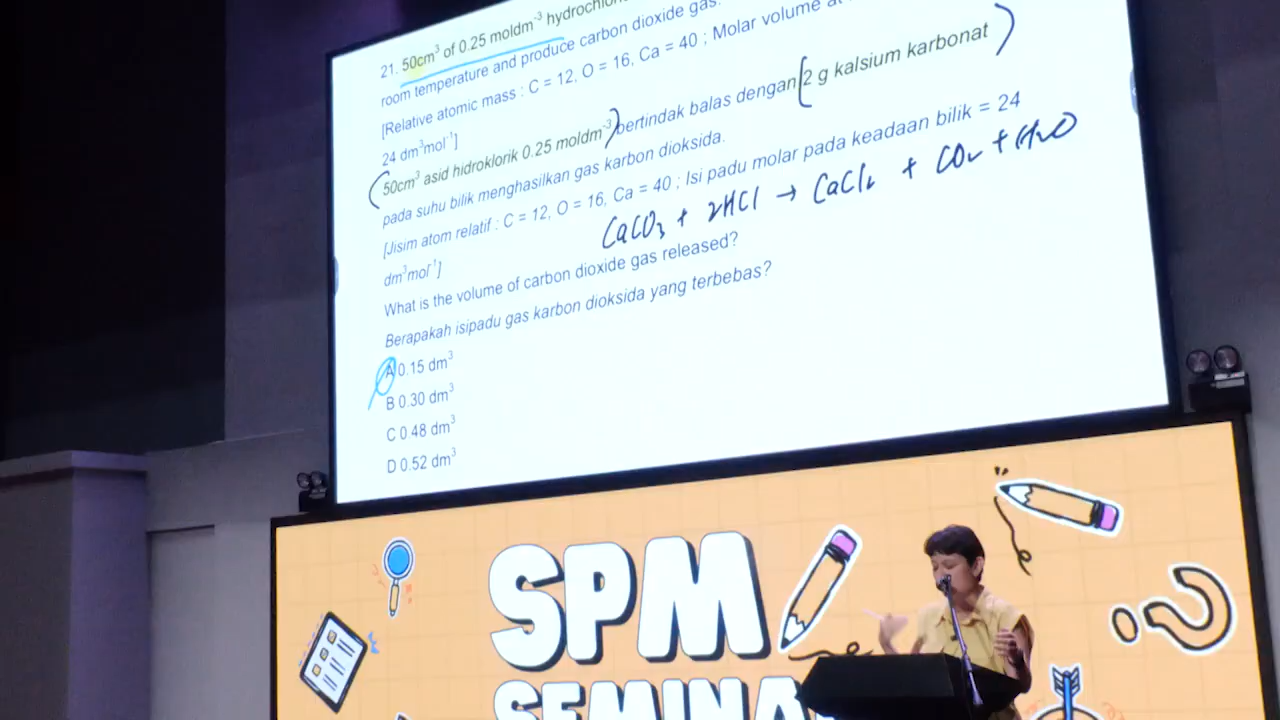 21. 50cm³ of 0.25 moldm⁻³
room temperature and produce carbon dioxide gas.
[Relative atomic mass : C = 12, O = 16, Ca = 40 ; Molar volume at
24 dm³mol⁻¹]
50cm³ asid hidroklorik 0.25 moldm⁻³ bertindak balas dengan 2 g kalsium karbonat
pada suhu bilik menghasilkan gas karbon dioksida.
[Jisim atom relatif : C = 12, O = 16, Ca = 40 ; Isi padu molar pada keadaan bilik = 24
dm³mol⁻¹]
CaCO₃ + 2HCl → CaCl₂ + CO₂ + H₂O
What is the volume of carbon dioxide gas released?
Berapakah isipadu gas karbon dioksida yang terbebas?
A 0.15 dm³
B 0.30 dm³
C 0 48 dm³
D 0.52 dm³
SPM